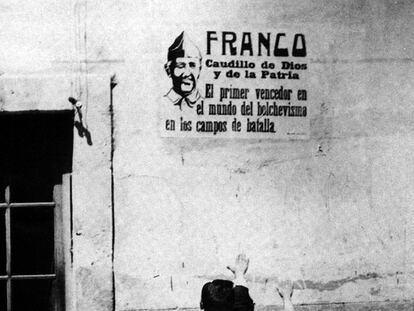 FRANCO
Caudillo de Dios
y de la Patria
El primer vencedor en
el mundo del bolchevismo
en los campos de batalla.